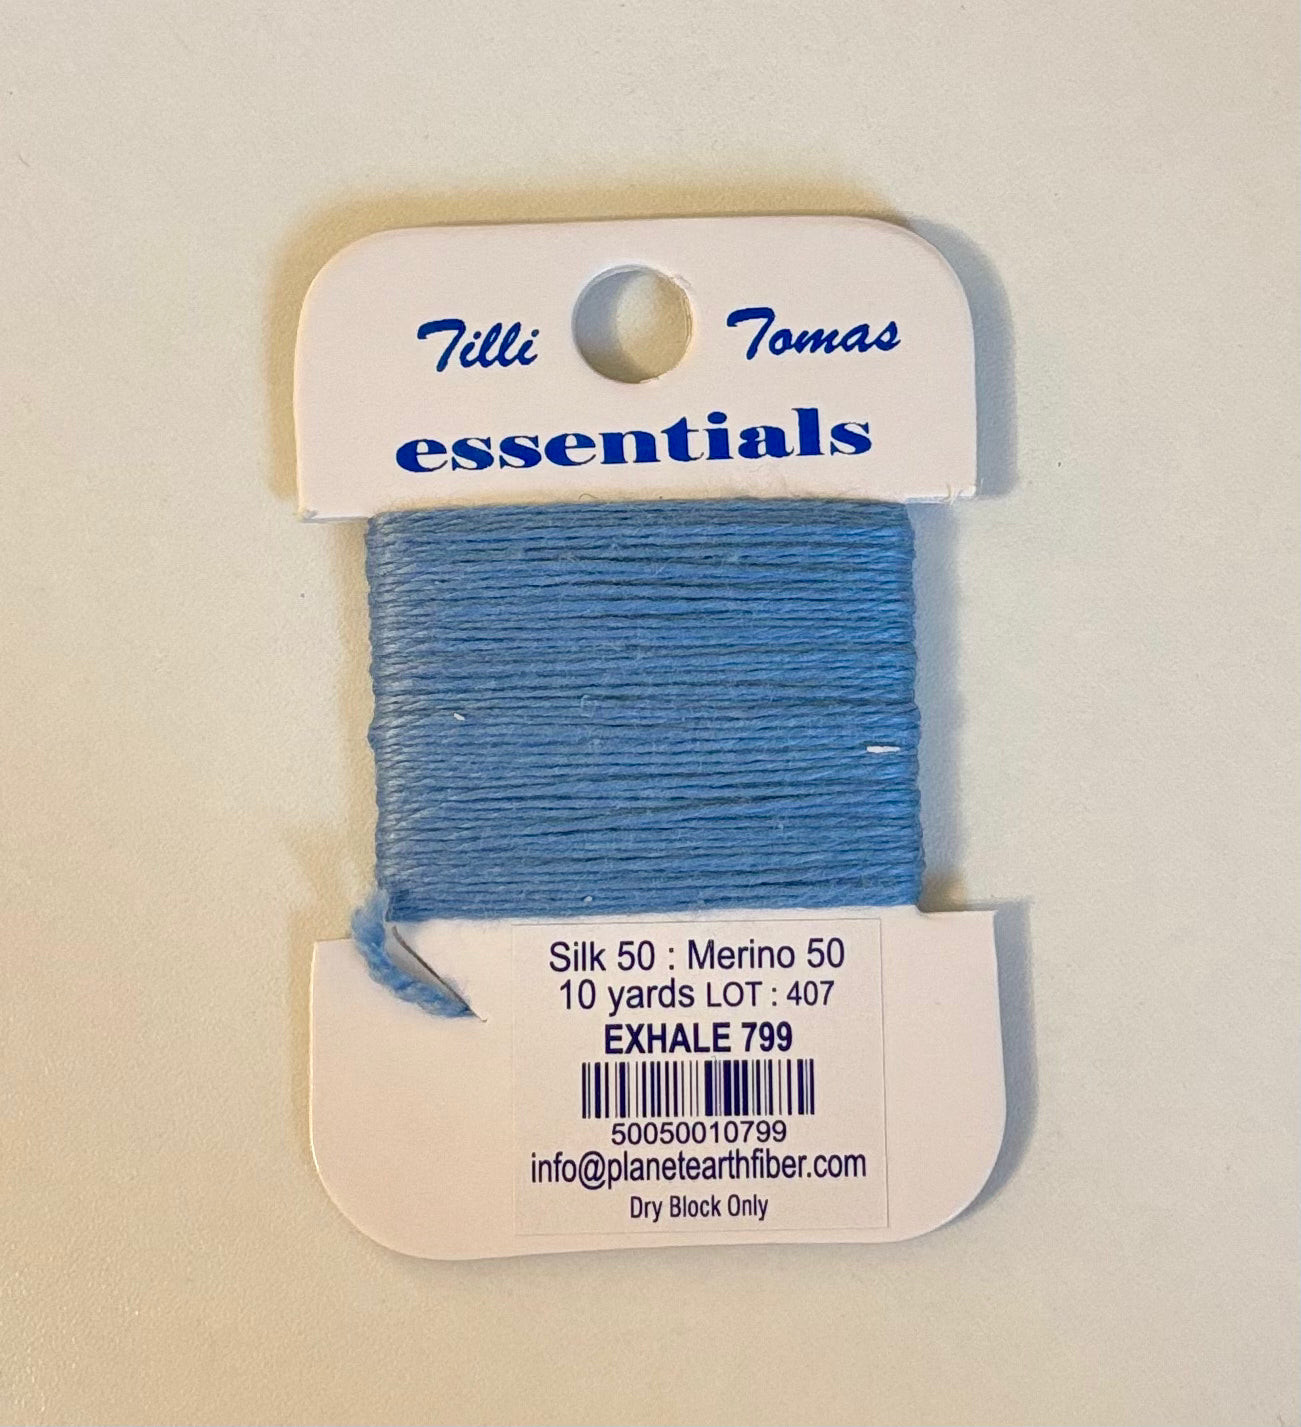 Tilli Tomas
essentials
Silk 50 : Merino 50
10 yards LOT : 407
EXHALE 799
50050010799
info@planetearthfiber.com
Dry Block Only